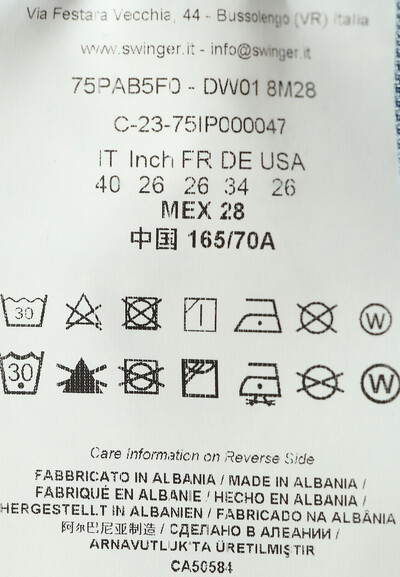 Via Festara Vecchia, 44 - Bussolengo (VR) Italia
www.swinger.it - info@swinger.it
75PAB5F0 - DW01 8M28
C-23-75IP000047
IT Inch FR DE USA
40 26 26 34 26
MEX 28
中国 165/70A
30 W
30 W
Care Information on Reverse Side
FABBRICATO IN ALBANIA / MADE IN ALBANIA /
FABRIQUÉ EN ALBANIE / HECHO EN ALBANIA /
HERGESTELLT IN ALBANIEN / FABRICADO NA ALBÂNIA
阿尔巴尼亚制造 / СДЕЛАНО В АЛБАНИИ /
ARNAVUTLUK'TA ÜRETILMIŞTIR
CA50584